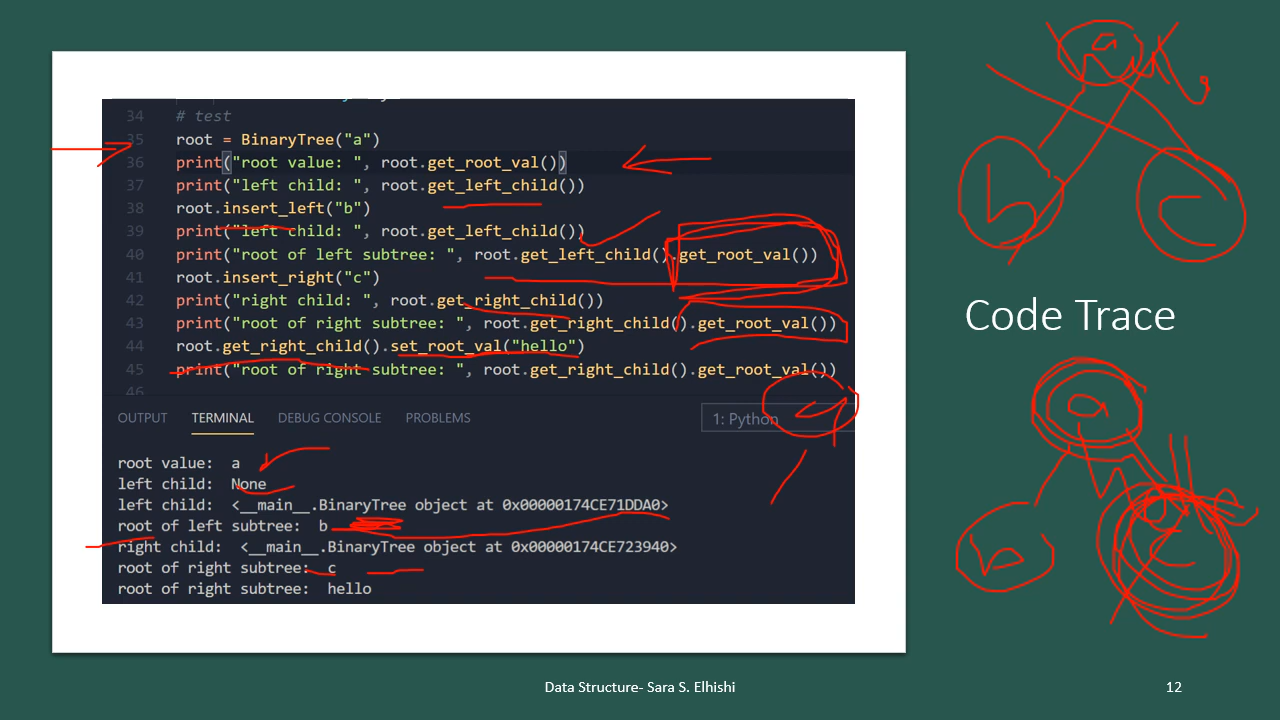 34 # test
35 root = BinaryTree("a")
36 print("root value: ", root.get_root_val())
37 print("left child: ", root.get_left_child())
38 root.insert_left("b")
39 print("left child: ", root.get_left_child())
40 print("root of left subtree: ", root.get_left_child().get_root_val())
41 root.insert_right("c")
42 print("right child: ", root.get_right_child())
43 print("root of right subtree: ", root.get_right_child().get_root_val())
44 root.get_right_child().set_root_val("hello")
45 print("root of right subtree: ", root.get_right_child().get_root_val())
46
OUTPUT TERMINAL DEBUG CONSOLE PROBLEMS 1: Python
root value:  a
left child:  None
left child:  <__main__.BinaryTree object at 0x00000174CE71DDA0>
root of left subtree:  b
right child:  <__main__.BinaryTree object at 0x00000174CE723940>
root of right subtree:  c
root of right subtree:  hello
a
b c
Code Trace
a
b c
Data Structure- Sara S. Elhishi 12